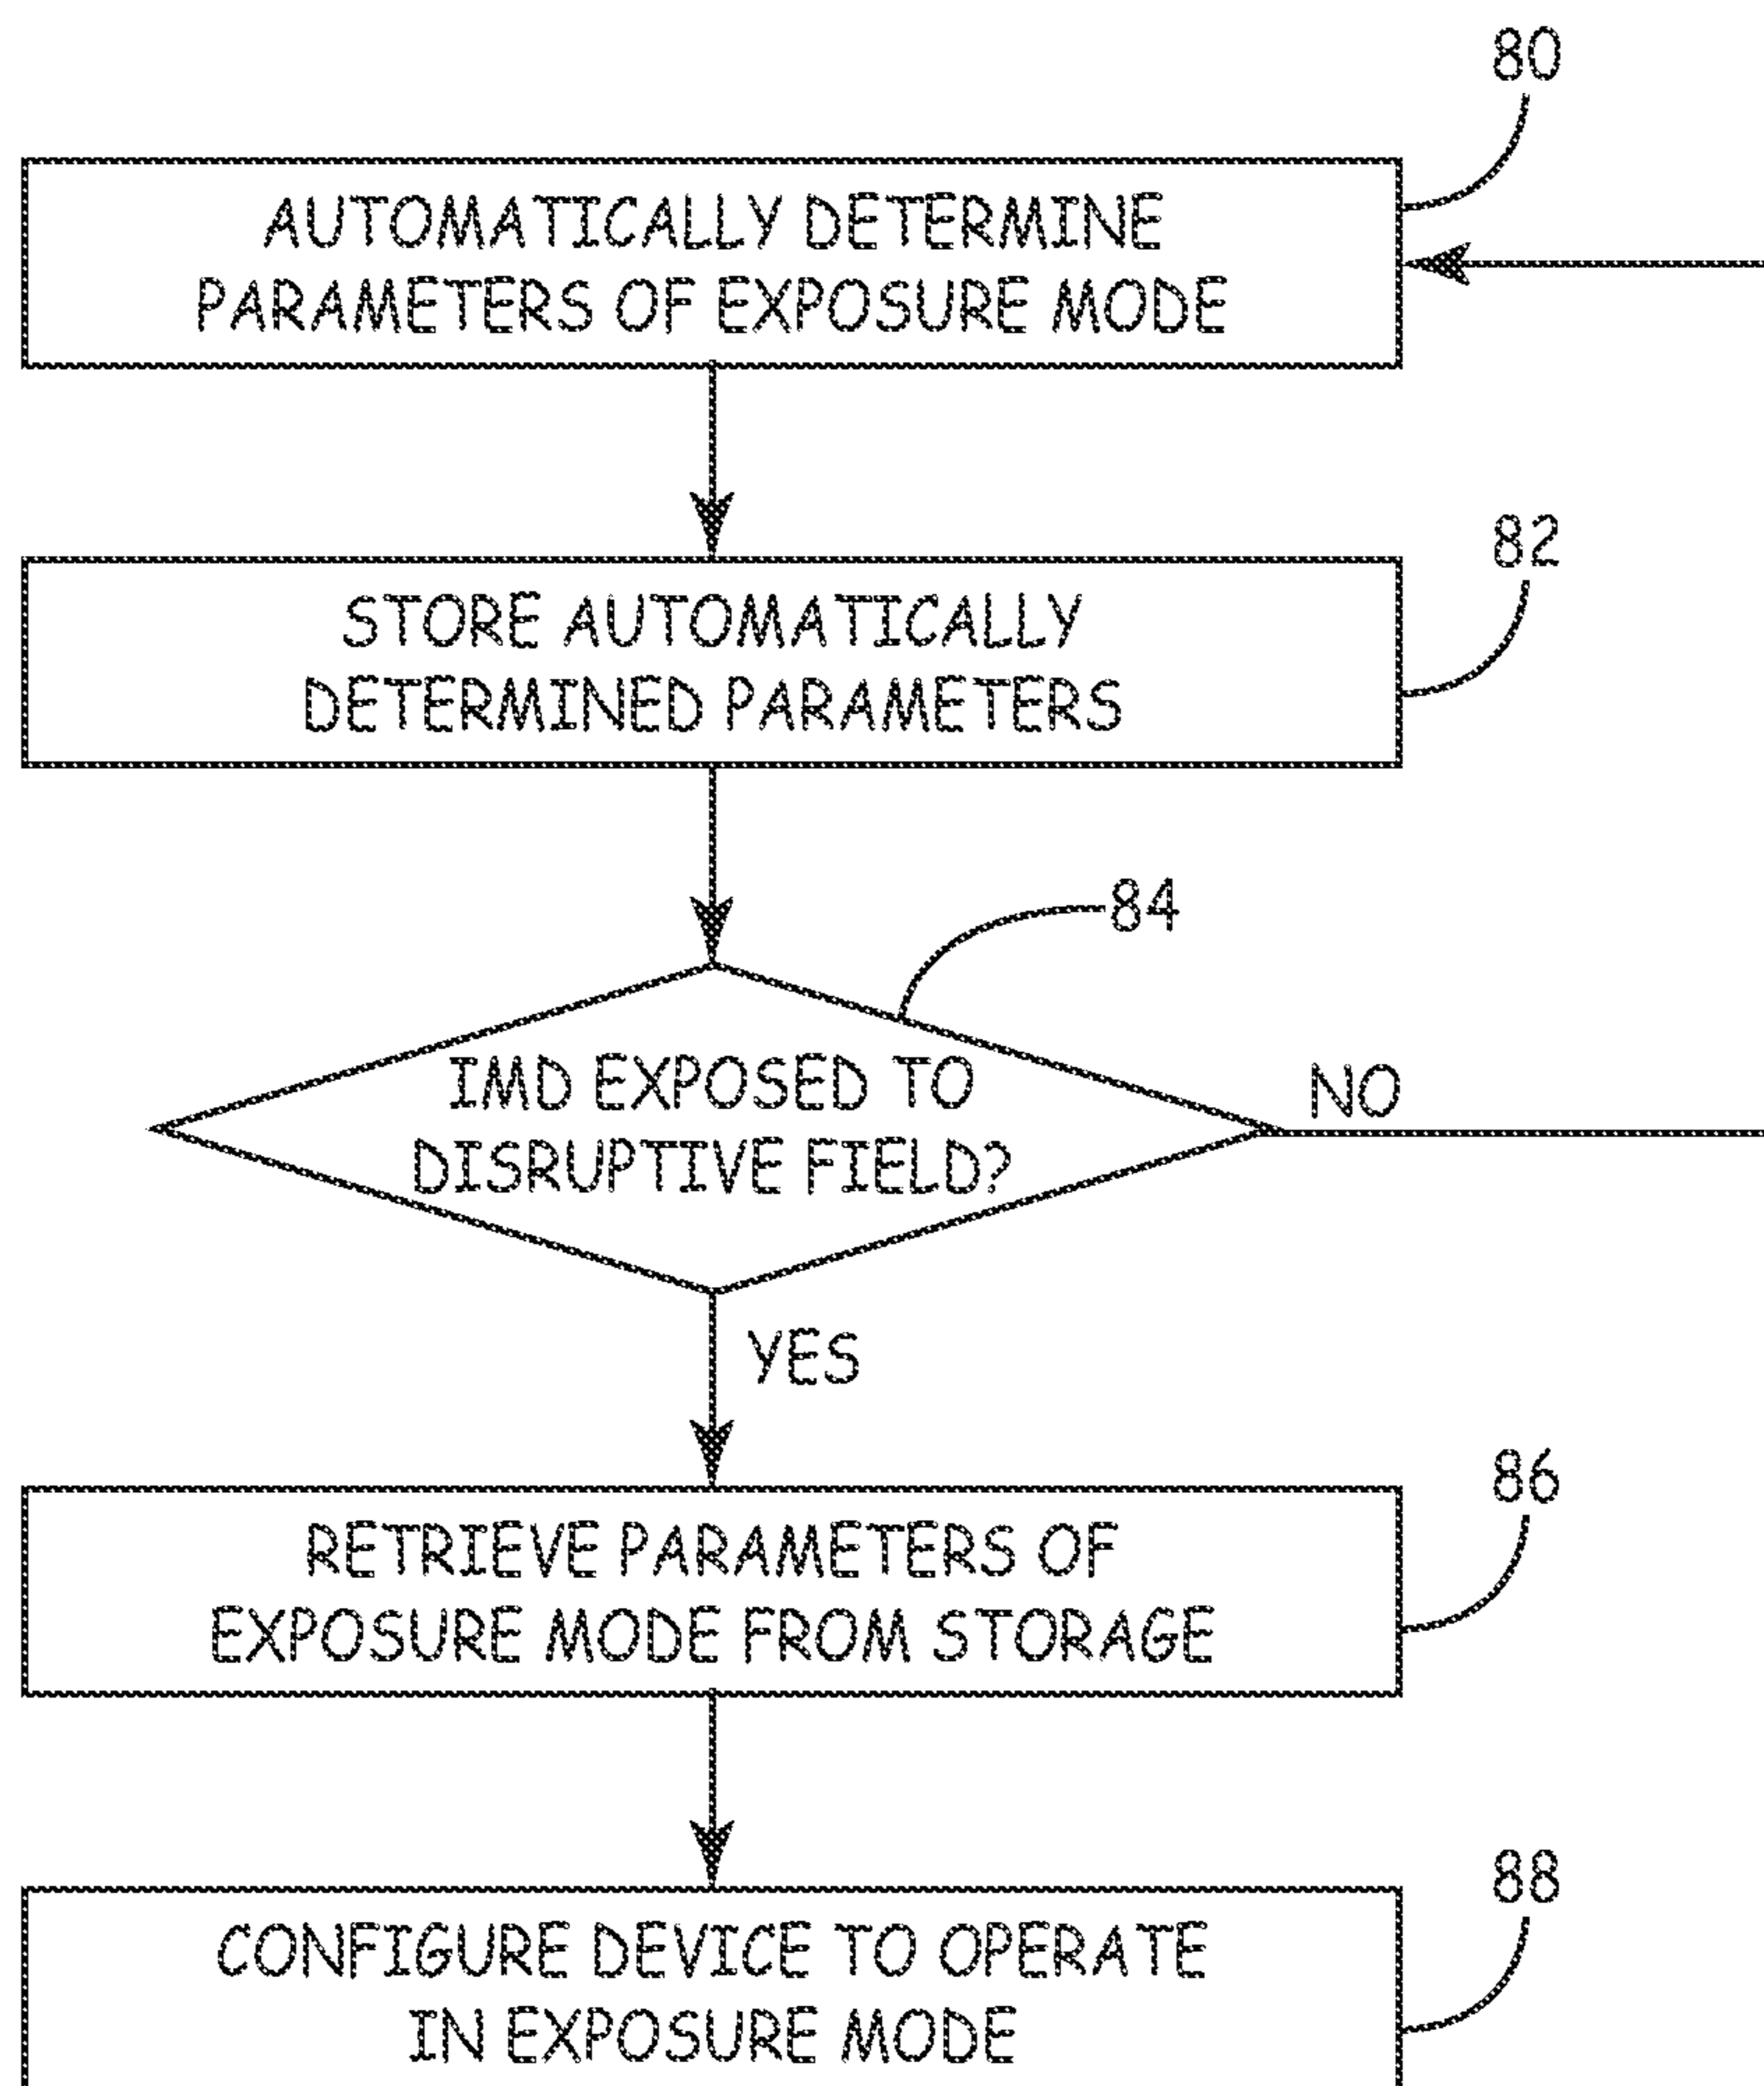 80
AUTOMATICALLY DETERMINE
PARAMETERS OF EXPOSURE MODE
82
STORE AUTOMATICALLY
DETERMINED PARAMETERS
84
IMD EXPOSED TO
DISRUPTIVE FIELD?
NO
YES
86
RETRIEVE PARAMETERS OF
EXPOSURE MODE FROM STORAGE
88
CONFIGURE DEVICE TO OPERATE
IN EXPOSURE MODE